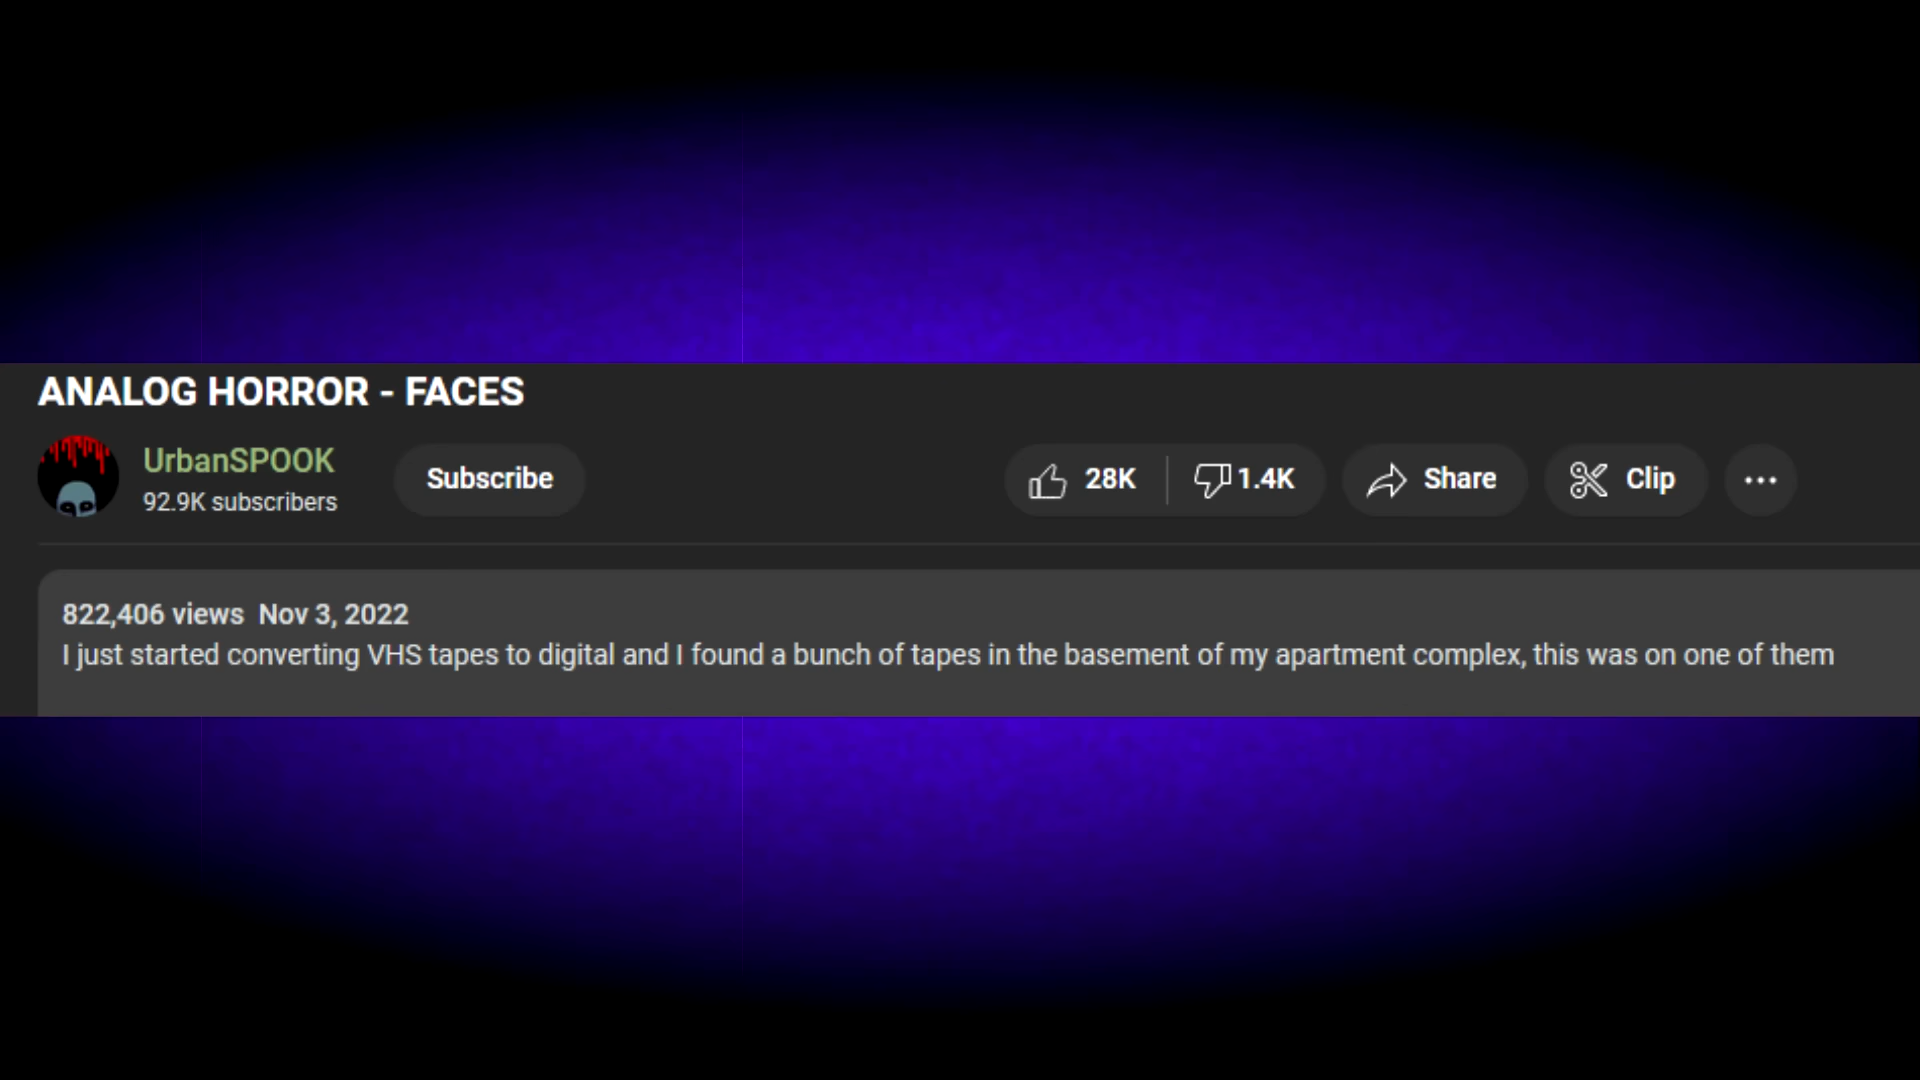 ANALOG HORROR - FACES
UrbanSPOOK
92.9K subscribers
Subscribe
28K
1.4K
Share
Clip
822,406 views Nov 3, 2022
I just started converting VHS tapes to digital and I found a bunch of tapes in the basement of my apartment complex, this was on one of them